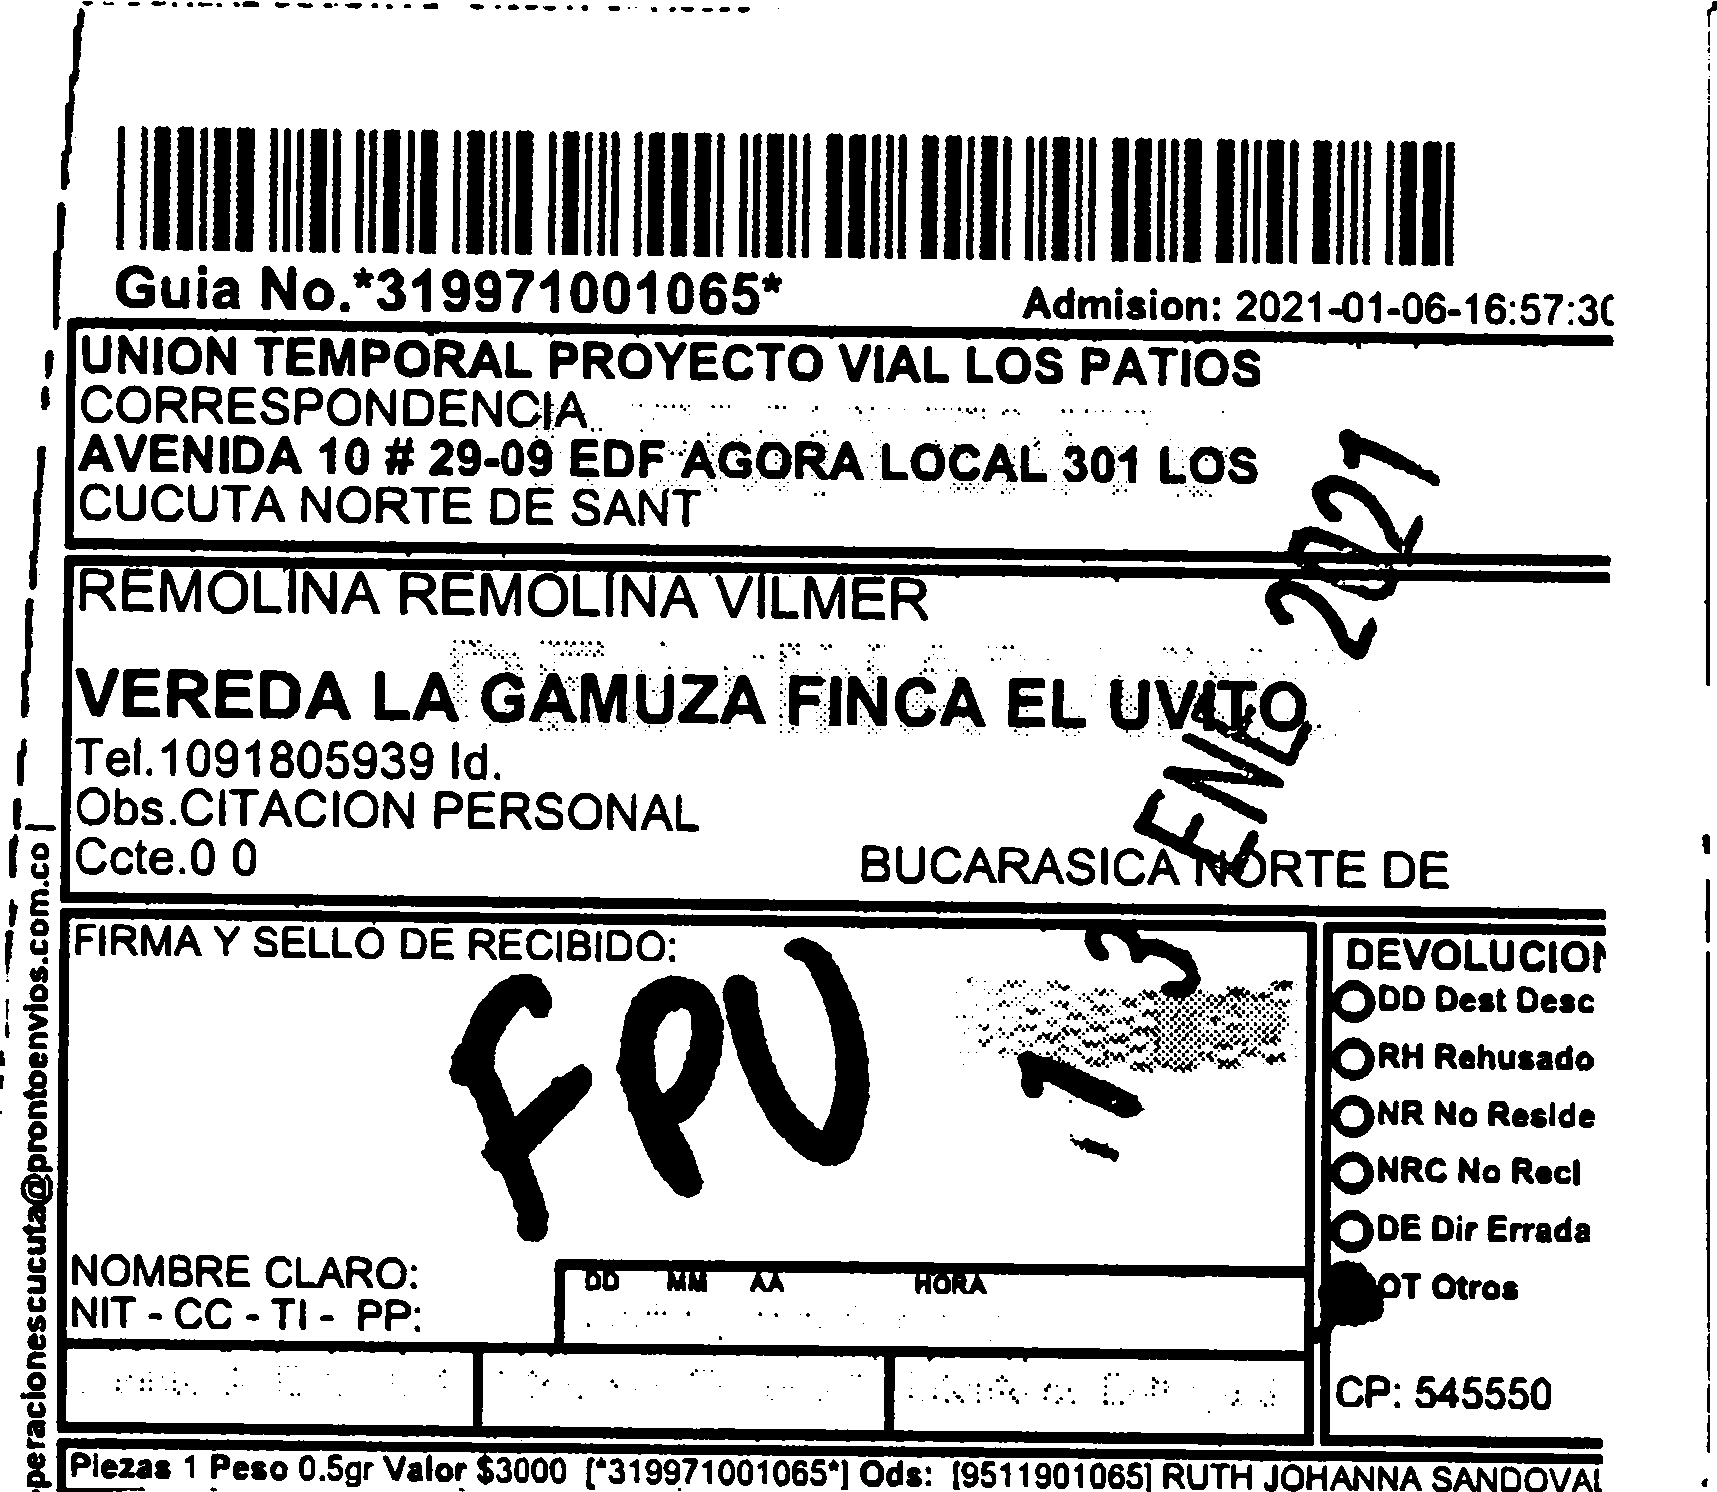 Guia No.*319971001065*
Admision: 2021-01-06-16:57:30
UNION TEMPORAL PROYECTO VIAL LOS PATIOS
CORRESPONDENCIA
AVENIDA 10 # 29-09 EDF AGORA LOCAL 301 LOS
CUCUTA NORTE DE SANT
REMOLINA REMOLINA VILMER
VEREDA LA GAMUZA FINCA EL UVITO
Tel.1091805939 Id.
Obs.CITACION PERSONAL
Ccte.0 0
BUCARASICA NORTE DE
13 ENE 2021
FIRMA Y SELLO DE RECIBIDO:
FPV
NOMBRE CLARO:
NIT - CC - TI - PP:
DD MM AA HORA
DEVOLUCION
DD Dest Desc
RH Rehusado
NR No Reside
NRC No Recl
DE Dir Errada
OT Otros
CP: 545550
Piezas 1 Peso 0.5gr Valor $3000 [*319971001065*] Ods: [9511901065] RUTH JOHANNA SANDOVAL
peracionescucuta@prontoenvios.com.co |